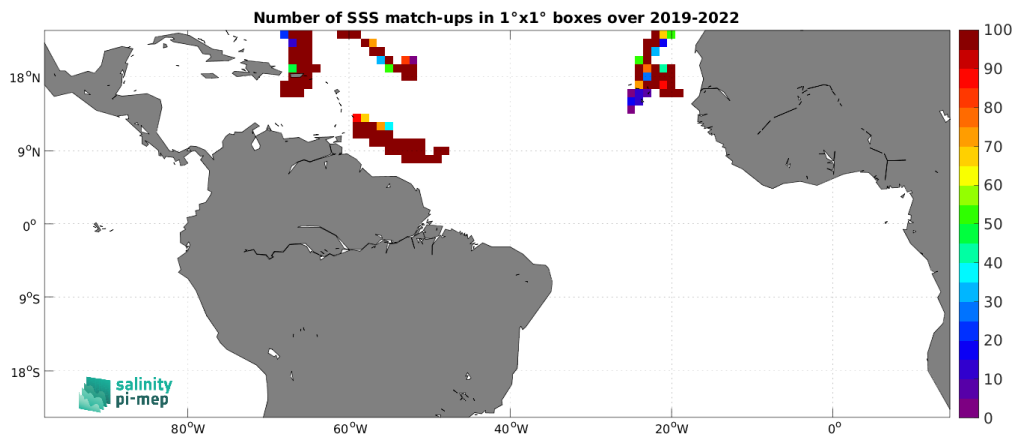 Number of SSS match-ups in 1°x1° boxes over 2019-2022
100
90
80
70
60
50
40
30
20
10
0
18°N
9°N
0°
9°S
18°S
80°W
60°W
40°W
20°W
0°
salinity
pi-mep